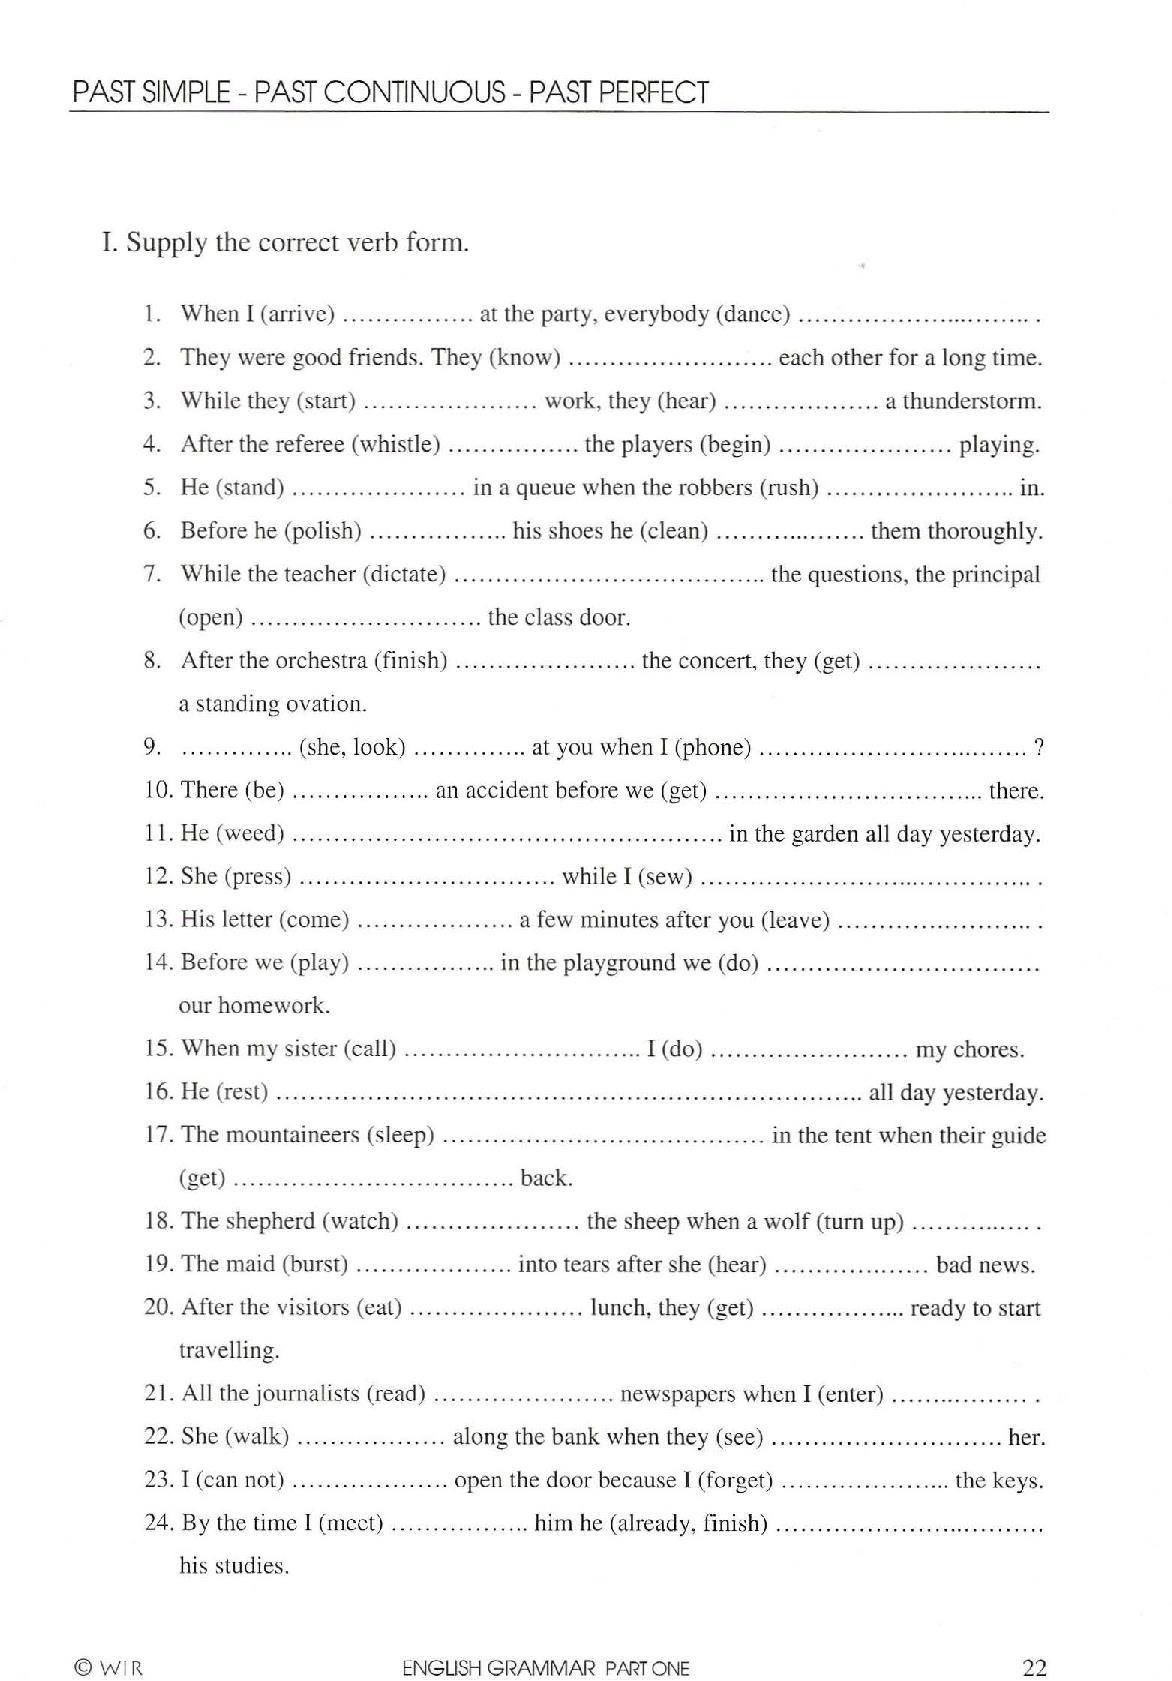 PAST SIMPLE - PAST CONTINUOUS - PAST PERFECT
I. Supply the correct verb form.
1. When I (arrive) ................ at the party, everybody (dance) ............................. .
2. They were good friends. They (know) ......................... each other for a long time.
3. While they (start) ..................... work, they (hear) ................... a thunderstorm.
4. After the referee (whistle) ................ the players (begin) ..................... playing.
5. He (stand) ..................... in a queue when the robbers (rush) ....................... in.
6. Before he (polish) ................. his shoes he (clean) .................. them thoroughly.
7. While the teacher (dictate) ...................................... the questions, the principal
(open) ............................ the class door.
8. After the orchestra (finish) ...................... the concert, they (get) .....................
a standing ovation.
9. .............. (she, look) .............. at you when I (phone) ................................. ?
10. There (be) ................. an accident before we (get) ................................. there.
11. He (weed) ..................................................... in the garden all day yesterday.
12. She (press) ............................... while I (sew) ........................................ .
13. His letter (come) ................... a few minutes after you (leave) ........................ .
14. Before we (play) ................. in the playground we (do) ..................................
our homework.
15. When my sister (call) ............................. I (do) ........................ my chores.
16. He (rest) ........................................................................ all day yesterday.
17. The mountaineers (sleep) ....................................... in the tent when their guide
(get) .................................. back.
18. The shepherd (watch) ..................... the sheep when a wolf (turn up) ............... .
19. The maid (burst) ................... into tears after she (hear) ................... bad news.
20. After the visitors (eat) ..................... lunch, they (get) ................. ready to start
travelling.
21. All the journalists (read) ...................... newspapers when I (enter) ................. .
22. She (walk) .................. along the bank when they (see) ............................ her.
23. I (can not) ................... open the door because I (forget) ..................... the keys.
24. By the time I (meet) ................. him he (already, finish) .................................
his studies.
© WIR ENGLISH GRAMMAR PART ONE 22